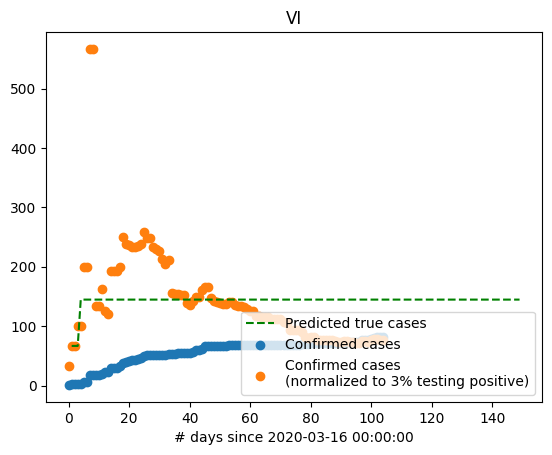 VI
500
400
300
200
100
0
Predicted true cases
Confirmed cases
Confirmed cases
(normalized to 3% testing positive)
0 20 40 60 80 100 120 140
# days since 2020-03-16 00:00:00